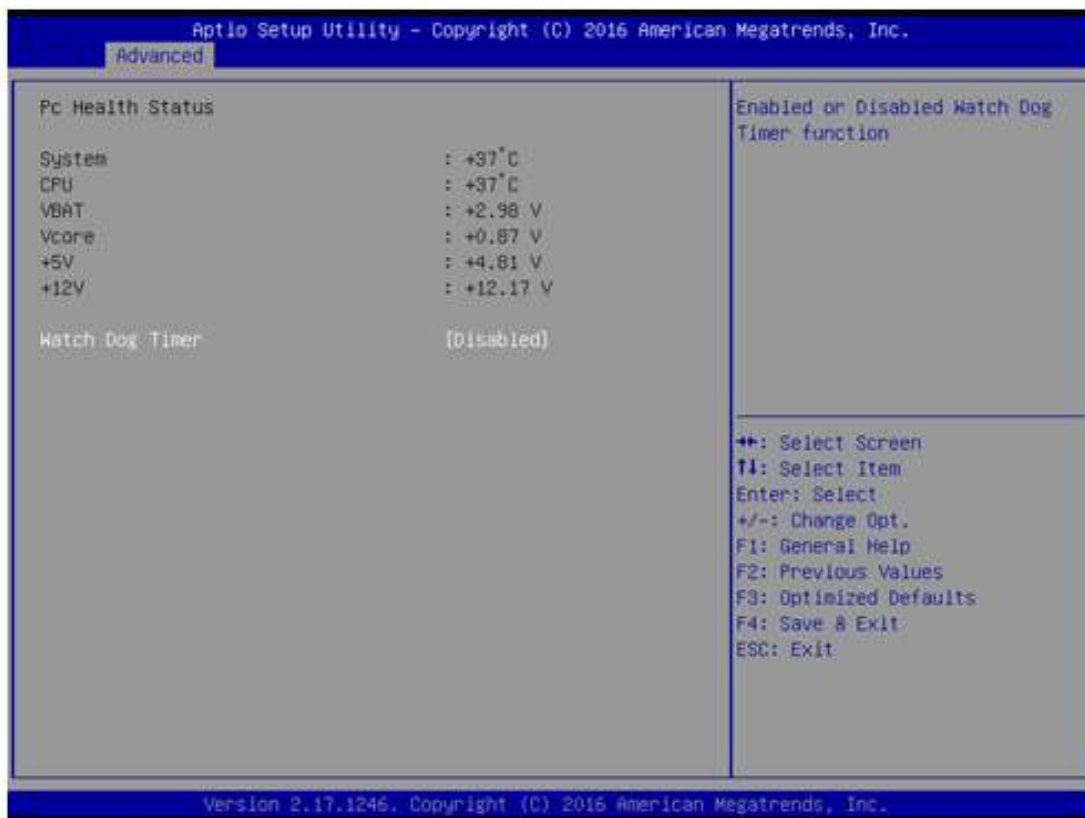 Aptio Setup Utility – Copyright (C) 2016 American Megatrends, Inc.
Advanced
Pc Health Status
System : +37°C
CPU : +37°C
VBAT : +2.98 V
Vcore : +0.87 V
+5V : +4.81 V
+12V : +12.17 V
Watch Dog Timer [Disabled]
Enabled or Disabled Watch Dog
Timer function
→←: Select Screen
↑↓: Select Item
Enter: Select
+/-: Change Opt.
F1: General Help
F2: Previous Values
F3: Optimized Defaults
F4: Save & Exit
ESC: Exit
Version 2.17.1246. Copyright (C) 2016 American Megatrends, Inc.